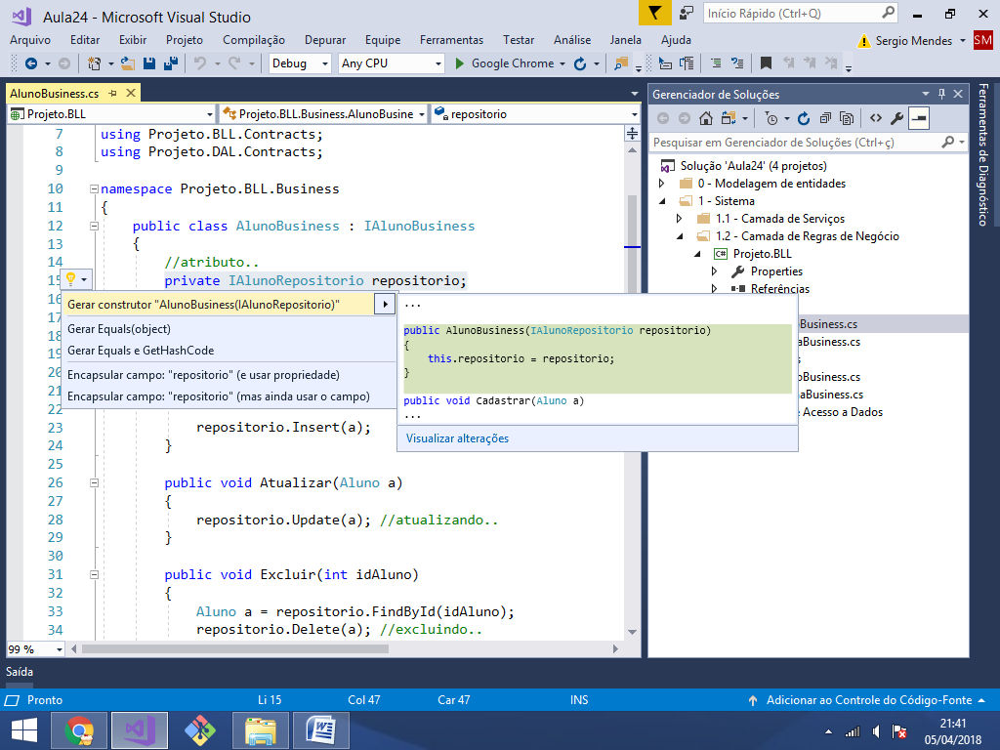 Aula24 - Microsoft Visual Studio
Início Rápido (Ctrl+Q)
Arquivo Editar Exibir Projeto Compilação Depurar Equipe Ferramentas Testar Análise Janela Ajuda
Sergio Mendes SM
Debug Any CPU Google Chrome
AlunoBusiness.cs
Projeto.BLL Projeto.BLL.Business.AlunoBusine repositorio
7 using Projeto.BLL.Contracts;
8 using Projeto.DAL.Contracts;
9
10 namespace Projeto.BLL.Business
11 {
12 public class AlunoBusiness : IAlunoBusiness
13 {
14 //atributo..
15 private IAlunoRepositorio repositorio;
16
17
18
19
20
21
22
Gerar construtor "AlunoBusiness(IAlunoRepositorio)"
Gerar Equals(object)
Gerar Equals e GetHashCode
Encapsular campo: "repositorio" (e usar propriedade)
Encapsular campo: "repositorio" (mas ainda usar o campo)
...
public AlunoBusiness(IAlunoRepositorio repositorio)
{
this.repositorio = repositorio;
}
public void Cadastrar(Aluno a)
...
Visualizar alterações
23 repositorio.Insert(a);
24 }
25
26 public void Atualizar(Aluno a)
27 {
28 repositorio.Update(a); //atualizando..
29 }
30
31 public void Excluir(int idAluno)
32 {
33 Aluno a = repositorio.FindById(idAluno);
34 repositorio.Delete(a); //excluindo..
99 %
Gerenciador de Soluções
Pesquisar em Gerenciador de Soluções (Ctrl+ç)
Solução 'Aula24' (4 projetos)
0 - Modelagem de entidades
1 - Sistema
1.1 - Camada de Serviços
1.2 - Camada de Regras de Negócio
C# Projeto.BLL
Properties
Referências
Business.cs
aBusiness.cs
s
oBusiness.cs
naBusiness.cs
e Acesso a Dados
Ferramentas de Diagnóstico
Saída
Pronto Li 15 Col 47 Car 47 INS Adicionar ao Controle do Código-Fonte
21:41
05/04/2018